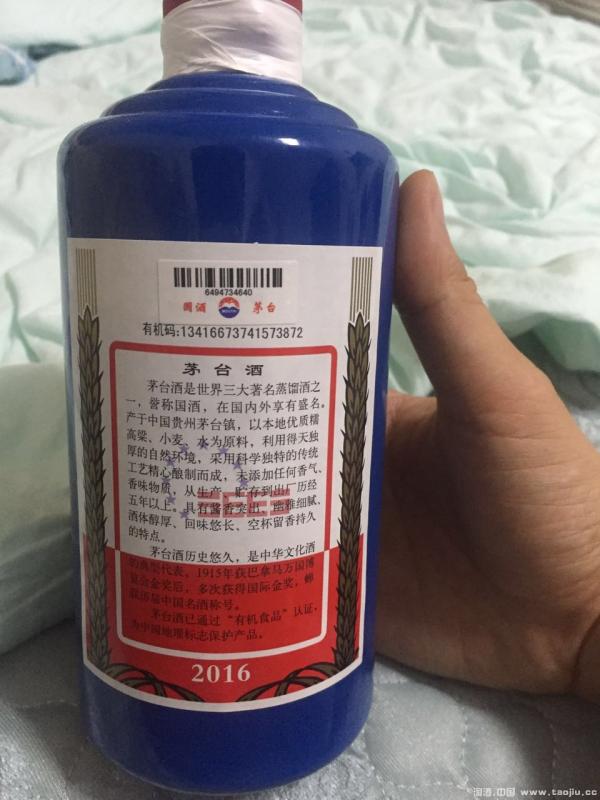 6494734640
國酒 茅台
有机码:13416673741573872
茅台酒
茅台酒是世界三大著名蒸馏酒之
一，誉称国酒，在国内外享有盛名。
产于中国贵州茅台镇，以本地优质糯
高粱、小麦、水为原料，利用得天独
厚的自然环境，采用科学独特的传统
工艺精心酿制而成，未添加任何香气、
香味物质，从生产、贮存到出厂历经
五年以上。具有酱香突出、幽雅细腻、
酒体醇厚、回味悠长、空杯留香持久
的特点。
茅台酒历史悠久，是中华文化酒
的典型代表，1915年获巴拿马万国博
览会金奖后，多次获得国际金奖，蝉
联历届中国名酒称号。
茅台酒已通过“有机食品”认证，
为中国地理标志保护产品。
2016
淘酒.中国 www.taojiu.cc